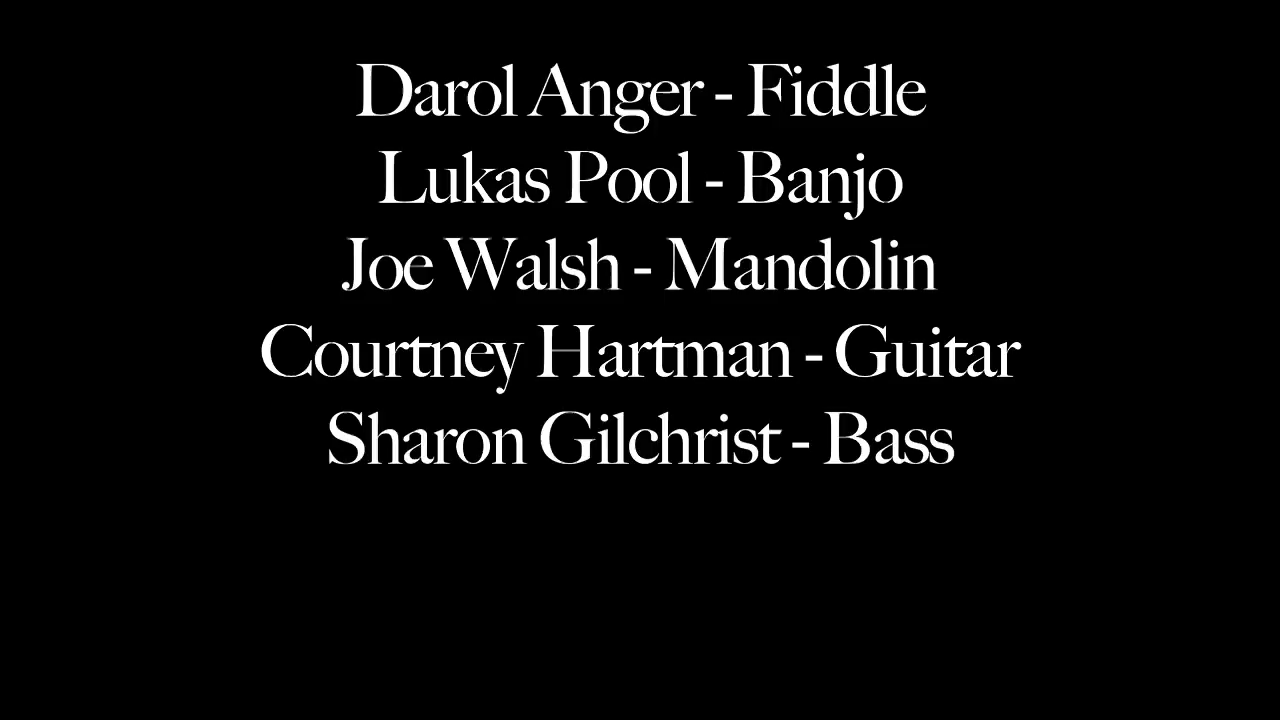 Darol Anger - Fiddle
Lukas Pool - Banjo
Joe Walsh - Mandolin
Courtney Hartman - Guitar
Sharon Gilchrist - Bass